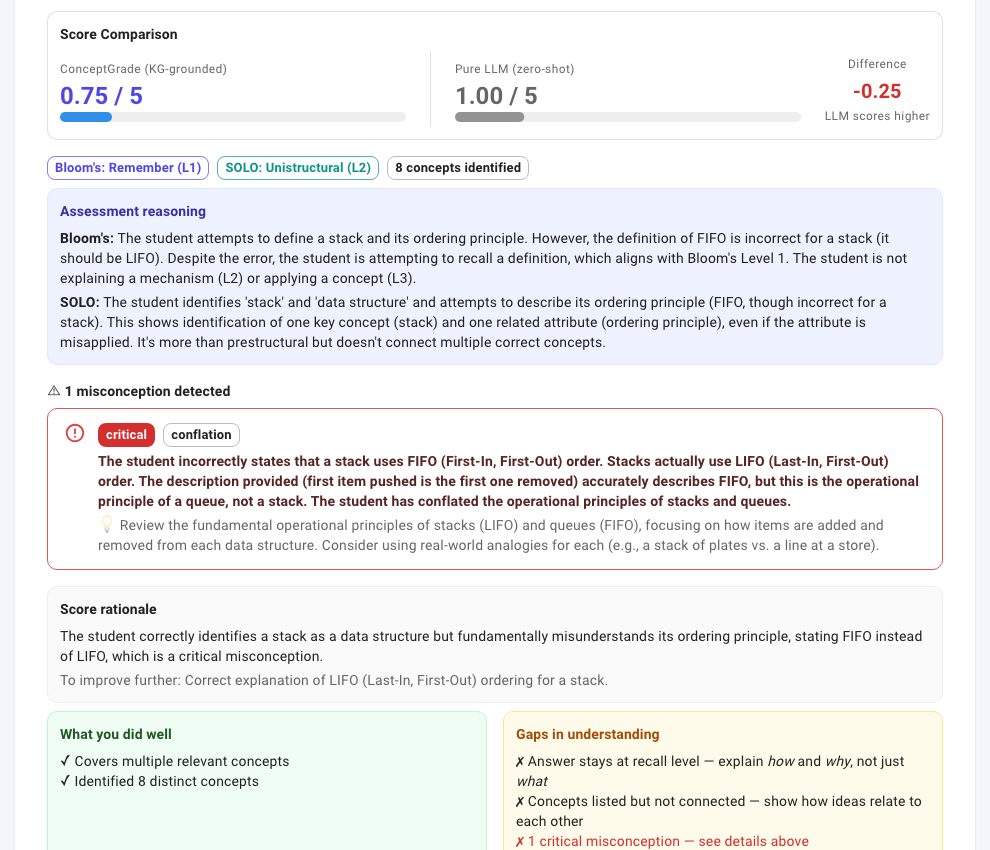 Score Comparison
ConceptGrade (KG-grounded)
0.75 / 5
Pure LLM (zero-shot)
1.00 / 5
Difference
-0.25
LLM scores higher
Bloom's: Remember (L1)
SOLO: Unistructural (L2)
8 concepts identified
Assessment reasoning
Bloom's: The student attempts to define a stack and its ordering principle. However, the definition of FIFO is incorrect for a stack (it
should be LIFO). Despite the error, the student is attempting to recall a definition, which aligns with Bloom's Level 1. The student is not
explaining a mechanism (L2) or applying a concept (L3).
SOLO: The student identifies 'stack' and 'data structure' and attempts to describe its ordering principle (FIFO, though incorrect for a
stack). This shows identification of one key concept (stack) and one related attribute (ordering principle), even if the attribute is
misapplied. It's more than prestructural but doesn't connect multiple correct concepts.
⚠ 1 misconception detected
critical
conflation
The student incorrectly states that a stack uses FIFO (First-In, First-Out) order. Stacks actually use LIFO (Last-In, First-Out)
order. The description provided (first item pushed is the first one removed) accurately describes FIFO, but this is the operational
principle of a queue, not a stack. The student has conflated the operational principles of stacks and queues.
💡 Review the fundamental operational principles of stacks (LIFO) and queues (FIFO), focusing on how items are added and
removed from each data structure. Consider using real-world analogies for each (e.g., a stack of plates vs. a line at a store).
Score rationale
The student correctly identifies a stack as a data structure but fundamentally misunderstands its ordering principle, stating FIFO instead
of LIFO, which is a critical misconception.
To improve further: Correct explanation of LIFO (Last-In, First-Out) ordering for a stack.
What you did well
✓ Covers multiple relevant concepts
✓ Identified 8 distinct concepts
Gaps in understanding
✗ Answer stays at recall level — explain how and why, not just
what
✗ Concepts listed but not connected — show how ideas relate to
each other
✗ 1 critical misconception — see details above